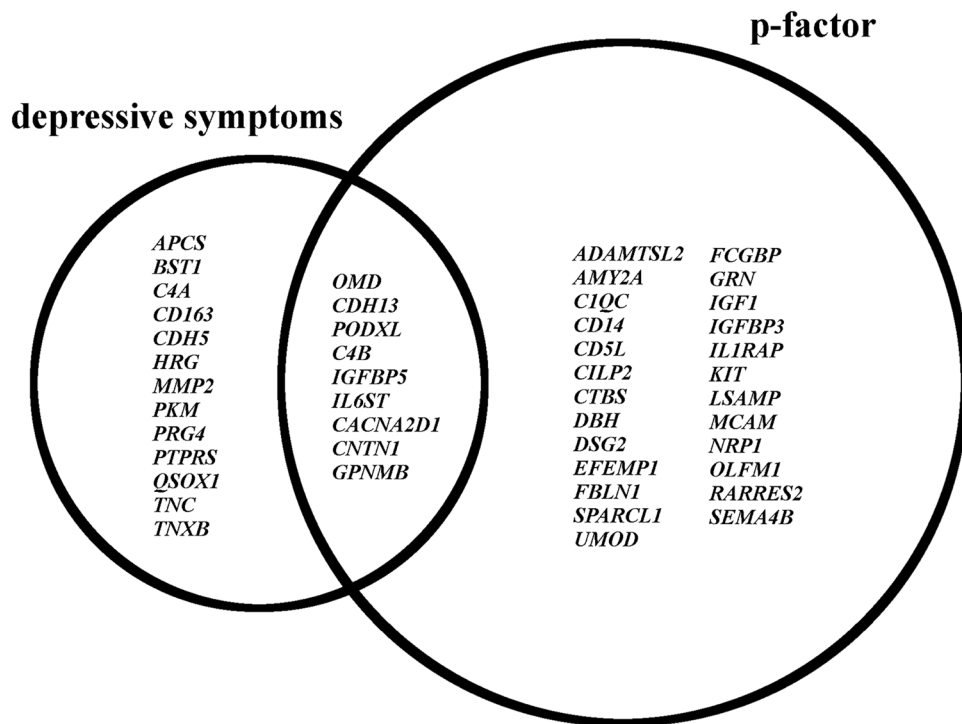 p-factor
depressive symptoms
APCS
BST1
C4A
CD163
CDH5
HRG
MMP2
PKM
PRG4
PTPRS
QSOX1
TNC
TNXB
OMD
CDH13
PODXL
C4B
IGFBP5
IL6ST
CACNA2D1
CNTN1
GPNMB
ADAMTSL2
AMY2A
C1QC
CD14
CD5L
CILP2
CTBS
DBH
DSG2
EFEMP1
FBLN1
SPARCL1
UMOD
FCGBP
GRN
IGF1
IGFBP3
IL1RAP
KIT
LSAMP
MCAM
NRP1
OLFM1
RARRES2
SEMA4B